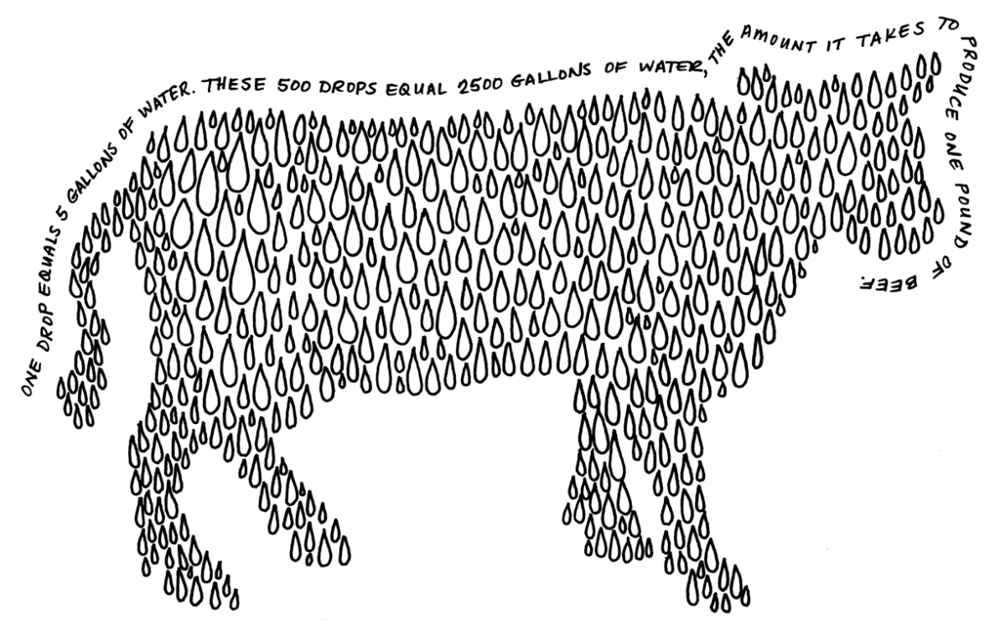 ONE DROP EQUALS 5 GALLONS OF WATER. THESE 500 DROPS EQUAL 2500 GALLONS OF WATER, THE AMOUNT IT TAKES TO PRODUCE ONE POUND OF BEEF.